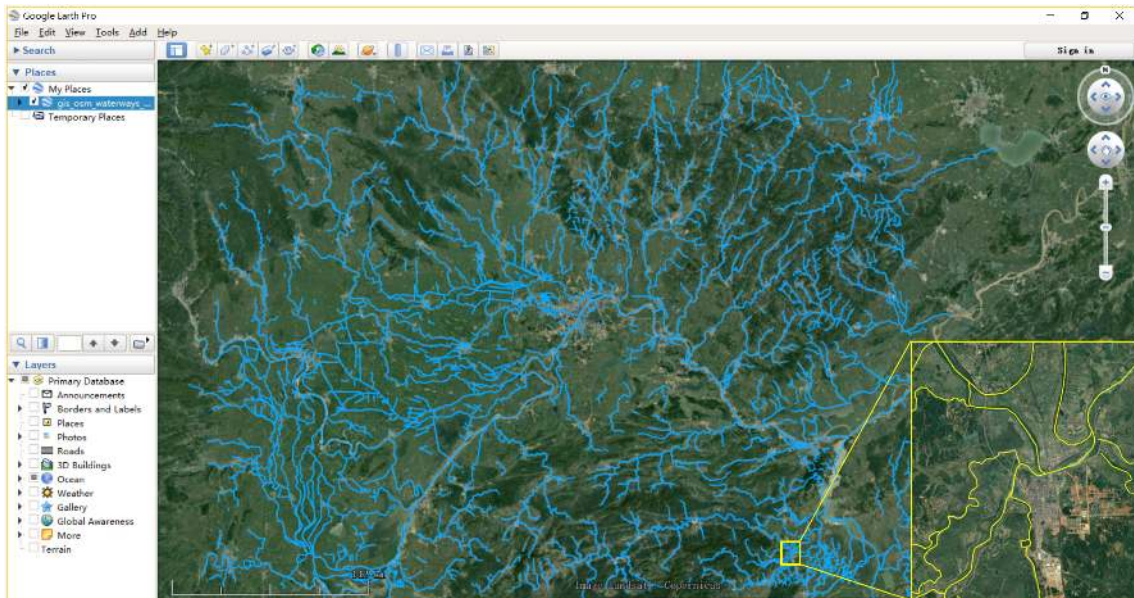 Google Earth Pro
File Edit View Tools Add Help
Search
Sign in
Places
My Places
gis_osm_waterways_...
Temporary Places
Layers
Primary Database
Announcements
Borders and Labels
Places
Photos
Roads
3D Buildings
Ocean
Weather
Gallery
Global Awareness
More
Terrain
N
Image Landsat / Copernicus